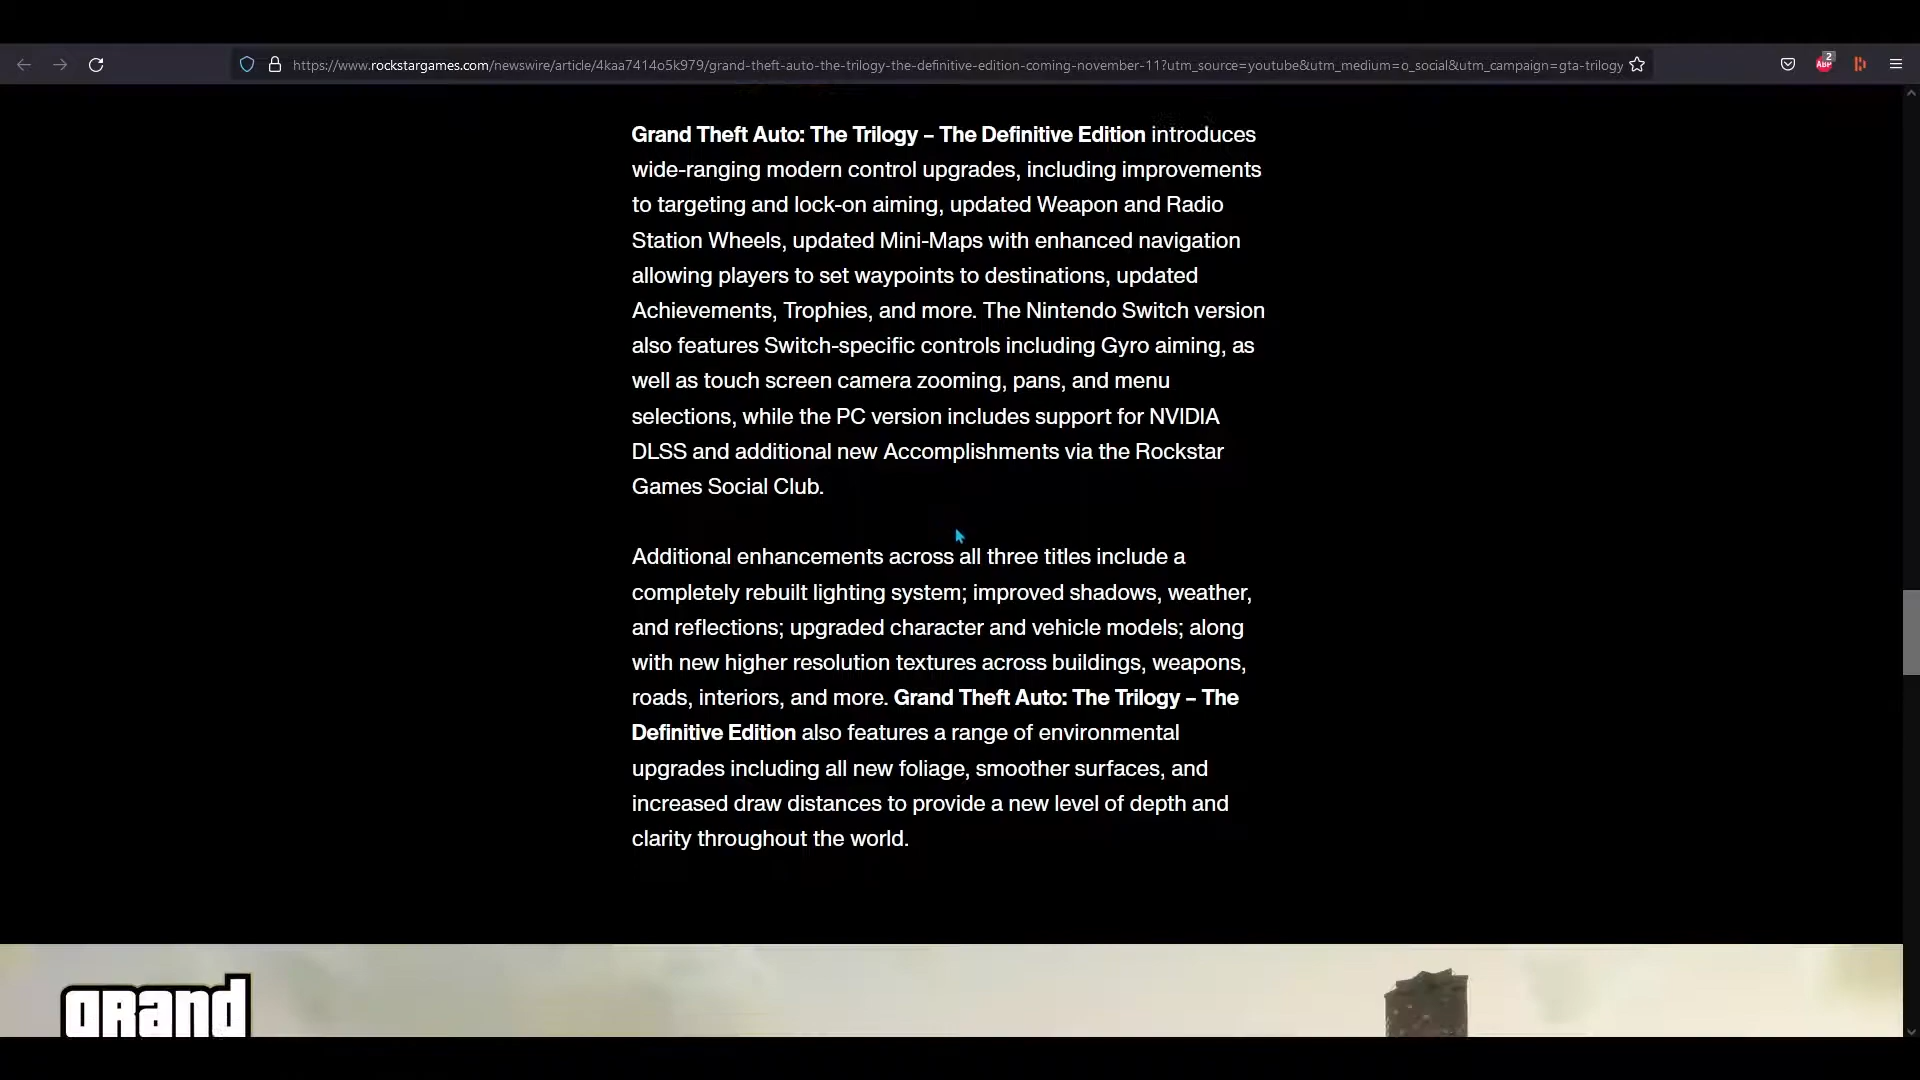 https://www.rockstargames.com/newswire/article/4kaa7414o5k979/grand-theft-auto-the-trilogy-the-definitive-edition-coming-november-11?utm_source=youtube&utm_medium=o_social&utm_campaign=gta-trilogy
2
ABP
Grand Theft Auto: The Trilogy – The Definitive Edition introduces
wide-ranging modern control upgrades, including improvements
to targeting and lock-on aiming, updated Weapon and Radio
Station Wheels, updated Mini-Maps with enhanced navigation
allowing players to set waypoints to destinations, updated
Achievements, Trophies, and more. The Nintendo Switch version
also features Switch-specific controls including Gyro aiming, as
well as touch screen camera zooming, pans, and menu
selections, while the PC version includes support for NVIDIA
DLSS and additional new Accomplishments via the Rockstar
Games Social Club.
Additional enhancements across all three titles include a
completely rebuilt lighting system; improved shadows, weather,
and reflections; upgraded character and vehicle models; along
with new higher resolution textures across buildings, weapons,
roads, interiors, and more. Grand Theft Auto: The Trilogy – The
Definitive Edition also features a range of environmental
upgrades including all new foliage, smoother surfaces, and
increased draw distances to provide a new level of depth and
clarity throughout the world.
grand